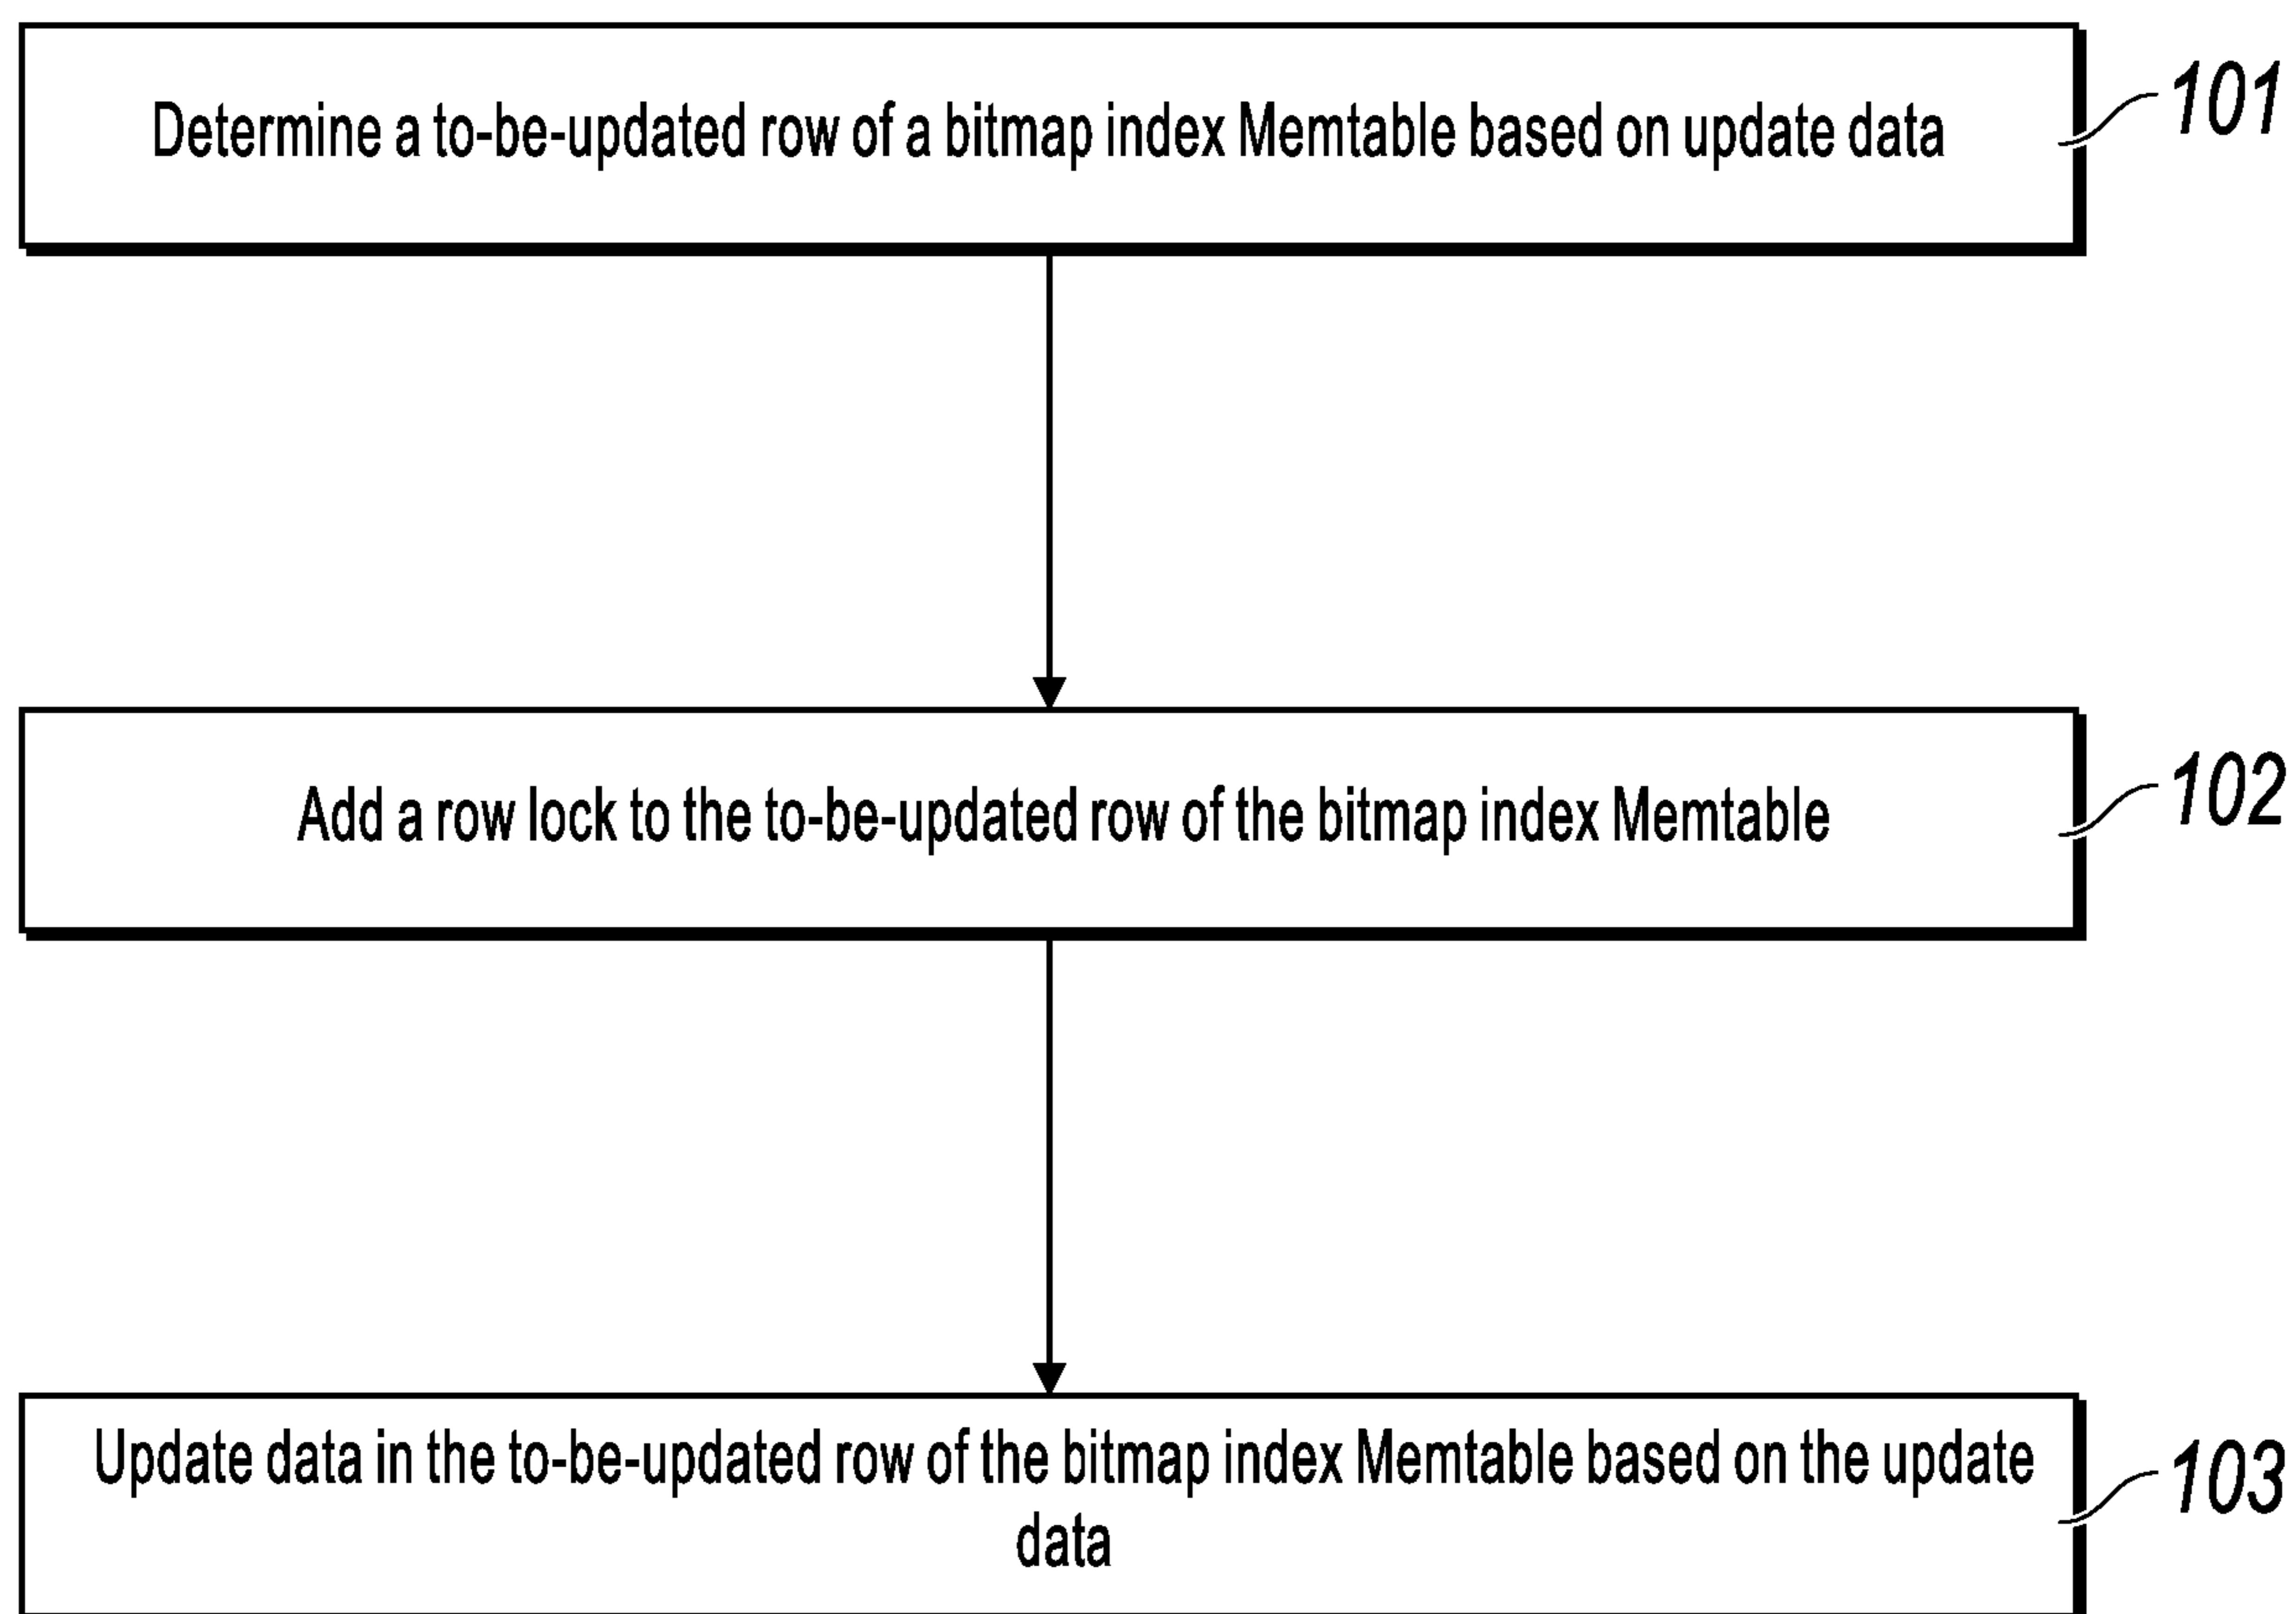 Determine a to-be-updated row of a bitmap index Memtable based on update data
101
Add a row lock to the to-be-updated row of the bitmap index Memtable
102
Update data in the to-be-updated row of the bitmap index Memtable based on the update
data
103